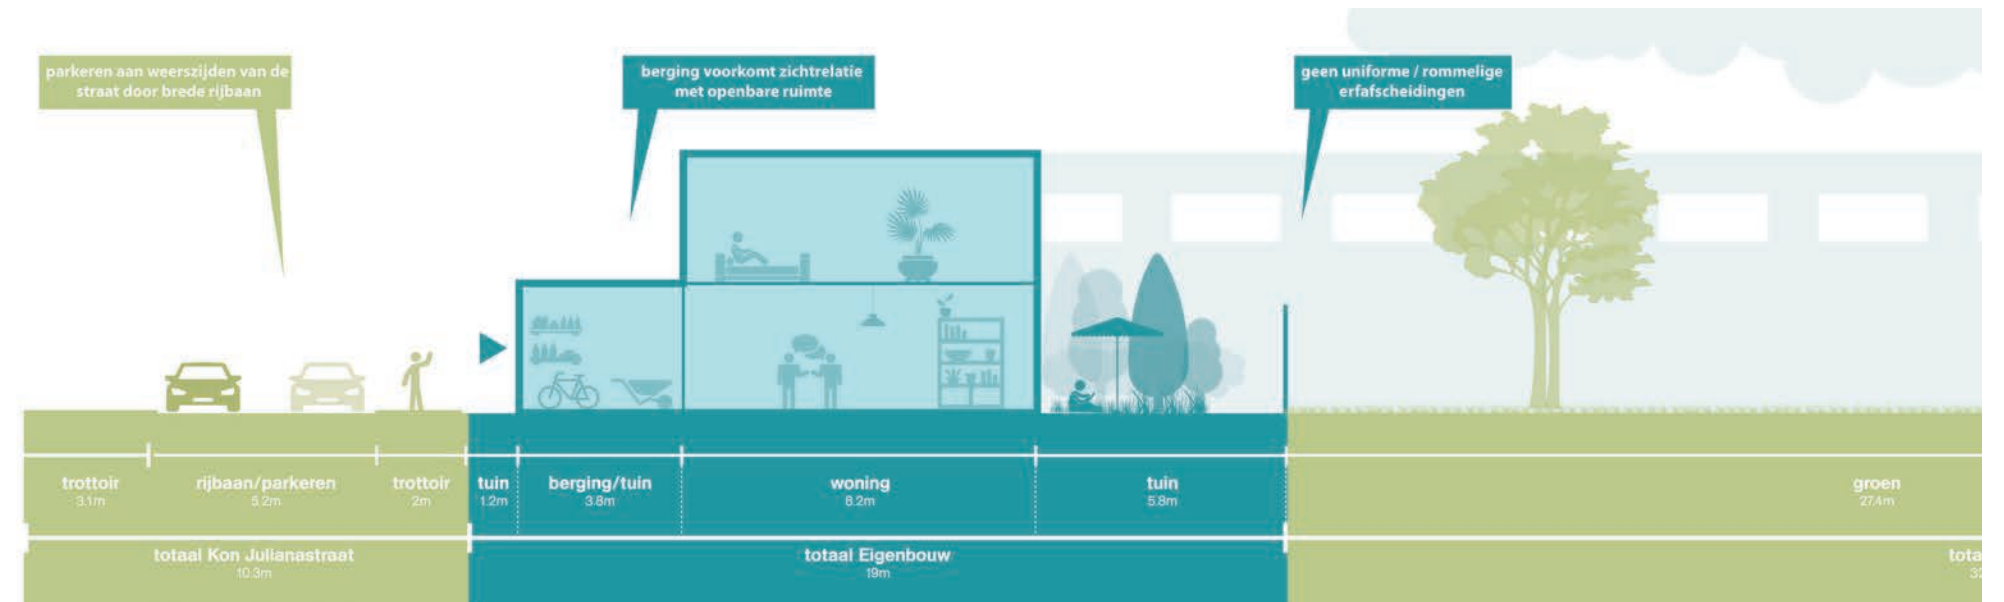 parkeren aan weerszijden van de
straat door brede rijbaan
berging voorkomt zichtrelatie
met openbare ruimte
geen uniforme / rommelige
erfafscheidingen
trottoir
3.1m
rijbaan/parkeren
5.2m
trottoir
2m
tuin
1.2m
berging/tuin
3.8m
woning
8.2m
tuin
5.8m
groen
27.4m
totaal Kon Julianastraat
10.3m
totaal Eigenbouw
19m
tota